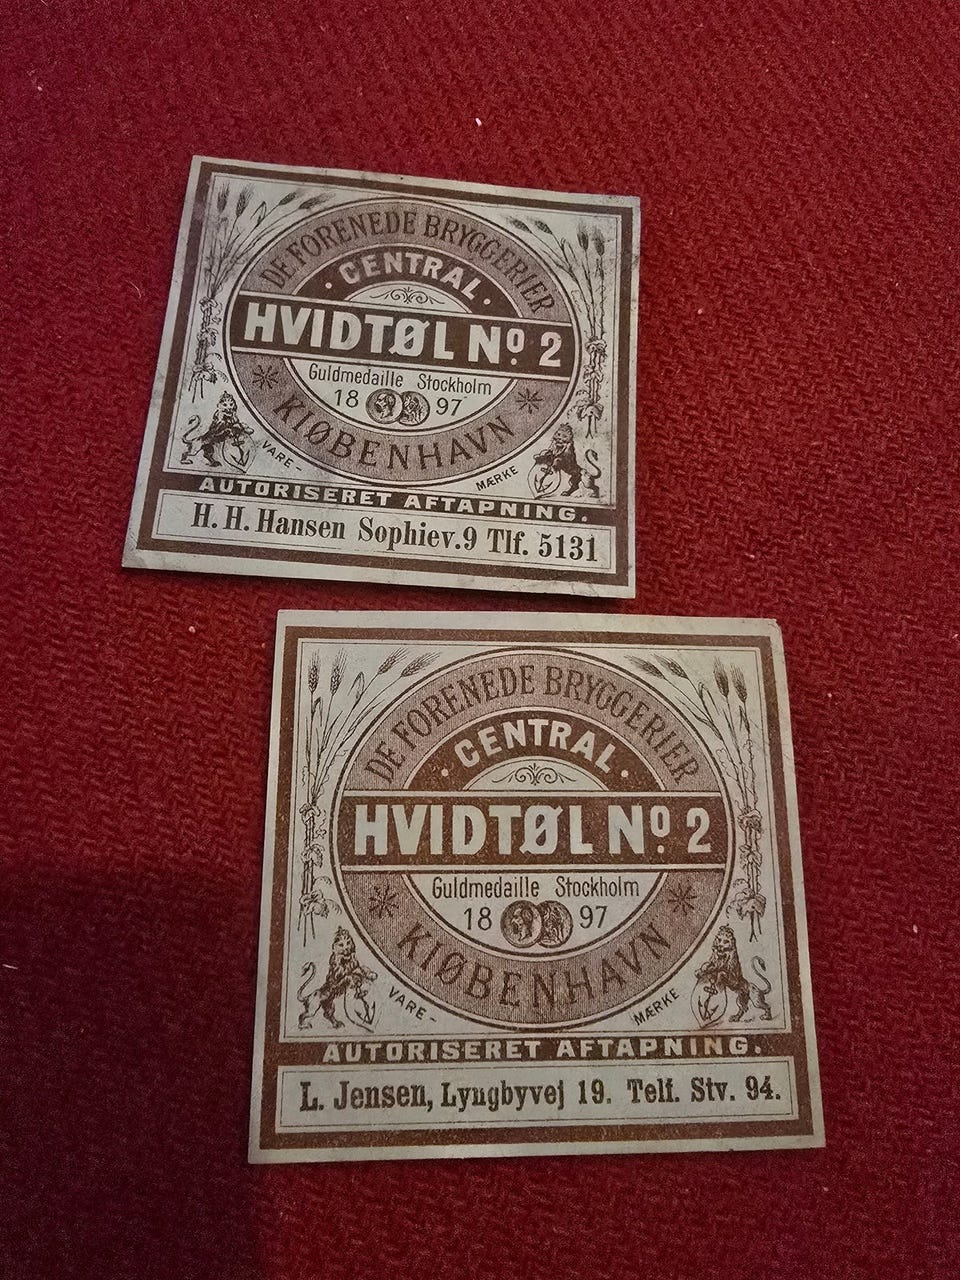 DE FORENEDE BRYGGERIER
· CENTRAL ·
HVIDTØL Nº 2
Guldmedaille Stockholm
18 97
KIØBENHAVN
VARE- MÆRKE
AUTORISERET AFTAPNING.
H. H. Hansen Sophiev.9 Tlf. 5131
DE FORENEDE BRYGGERIER
· CENTRAL ·
HVIDTØL Nº 2
Guldmedaille Stockholm
18 97
KIØBENHAVN
VARE- MÆRKE
AUTORISERET AFTAPNING.
L. Jensen, Lyngbyvej 19. Telf. Stv. 94.